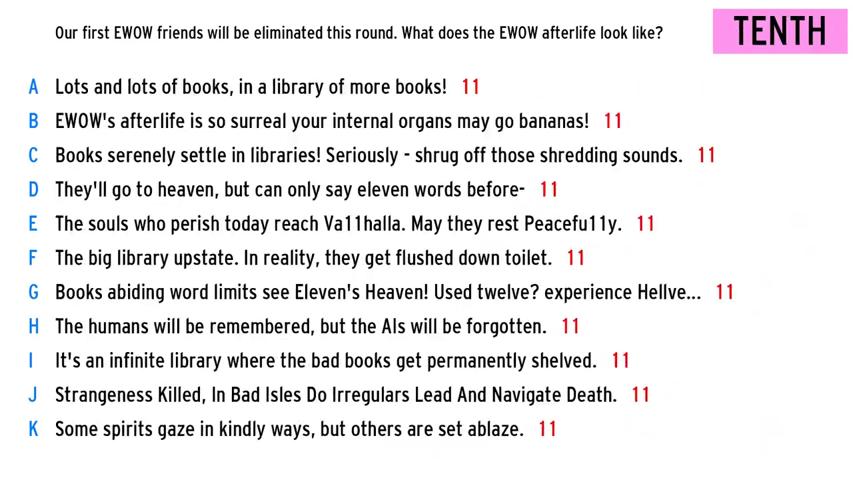 Our first EWOW friends will be eliminated this round. What does the EWOW afterlife look like?
TENTH
A Lots and lots of books, in a library of more books! 11
B EWOW's afterlife is so surreal your internal organs may go bananas! 11
C Books serenely settle in libraries! Seriously - shrug off those shredding sounds. 11
D They'll go to heaven, but can only say eleven words before- 11
E The souls who perish today reach Va11halla. May they rest Peacefu11y. 11
F The big library upstate. In reality, they get flushed down toilet. 11
G Books abiding word limits see Eleven's Heaven! Used twelve? experience Hellve... 11
H The humans will be remembered, but the AIs will be forgotten. 11
I It's an infinite library where the bad books get permanently shelved. 11
J Strangeness Killed, In Bad Isles Do Irregulars Lead And Navigate Death. 11
K Some spirits gaze in kindly ways, but others are set ablaze. 11